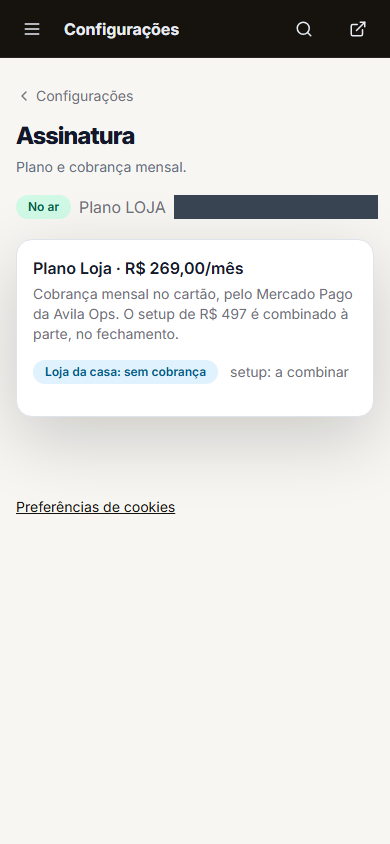 Configurações
Configurações
Assinatura
Plano e cobrança mensal.
No ar Plano LOJA
Plano Loja · R$ 269,00/mês
Cobrança mensal no cartão, pelo Mercado Pago
da Avila Ops. O setup de R$ 497 é combinado à
parte, no fechamento.
Loja da casa: sem cobrança setup: a combinar
Preferências de cookies